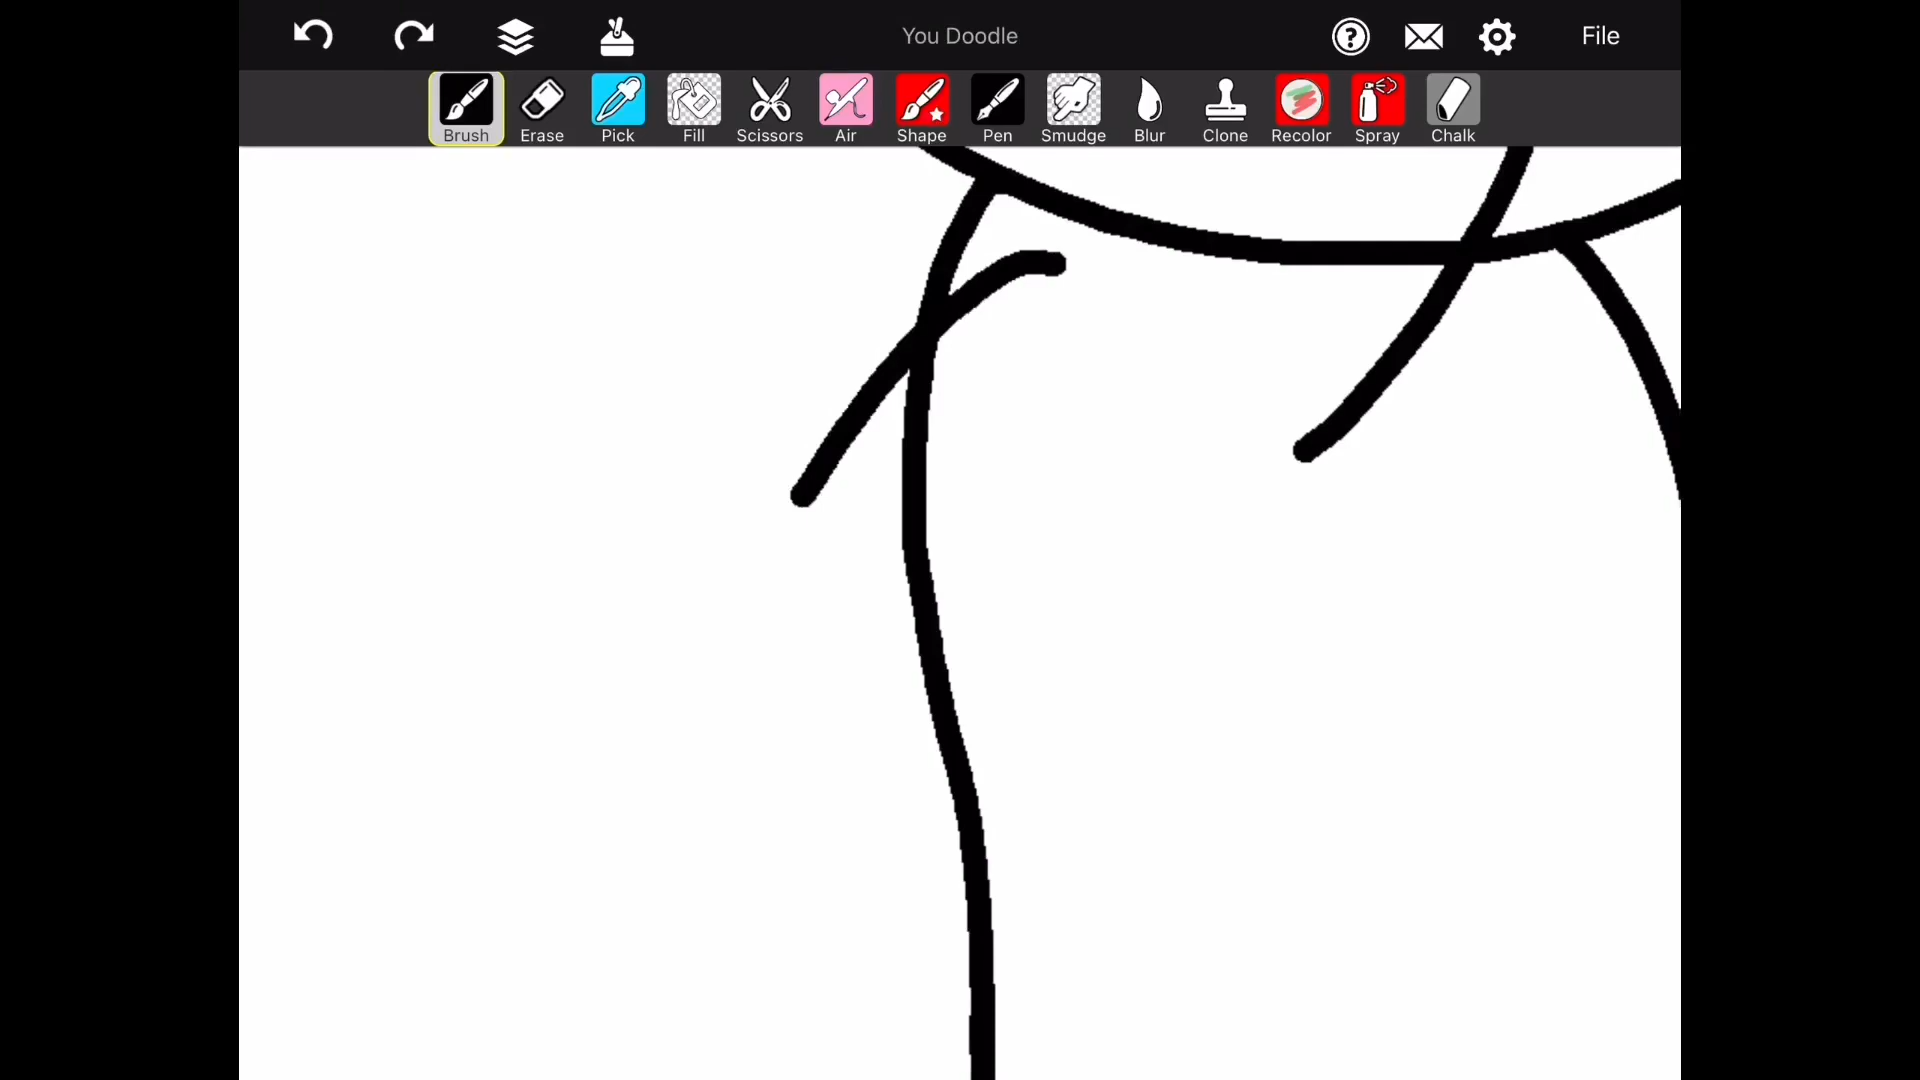 You Doodle
File
Brush Erase Pick Fill Scissors Air Shape Pen Smudge Blur Clone Recolor Spray Chalk